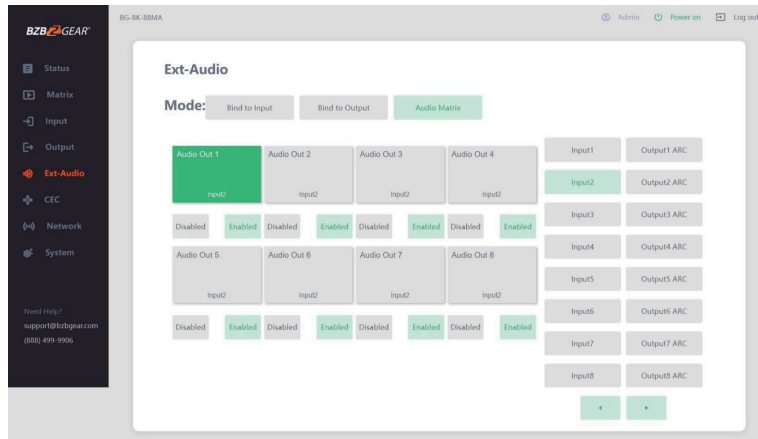 BG-8K-88MA
Admin
Power on
Log out
BZBGEAR
Status
Matrix
Input
Output
Ext-Audio
CEC
Network
System
Need Help?
support@bzbgear.com
(888) 499-9906
Ext-Audio
Mode: Bind to Input Bind to Output Audio Matrix
Audio Out 1 Audio Out 2 Audio Out 3 Audio Out 4
Input2 Input2 Input2 Input2
Disabled Enabled Disabled Enabled Disabled Enabled Disabled Enabled
Audio Out 5 Audio Out 6 Audio Out 7 Audio Out 8
Input2 Input2 Input2 Input2
Disabled Enabled Disabled Enabled Disabled Enabled Disabled Enabled
Input1 Output1 ARC
Input2 Output2 ARC
Input3 Output3 ARC
Input4 Output4 ARC
Input5 Output5 ARC
Input6 Output6 ARC
Input7 Output7 ARC
Input8 Output8 ARC